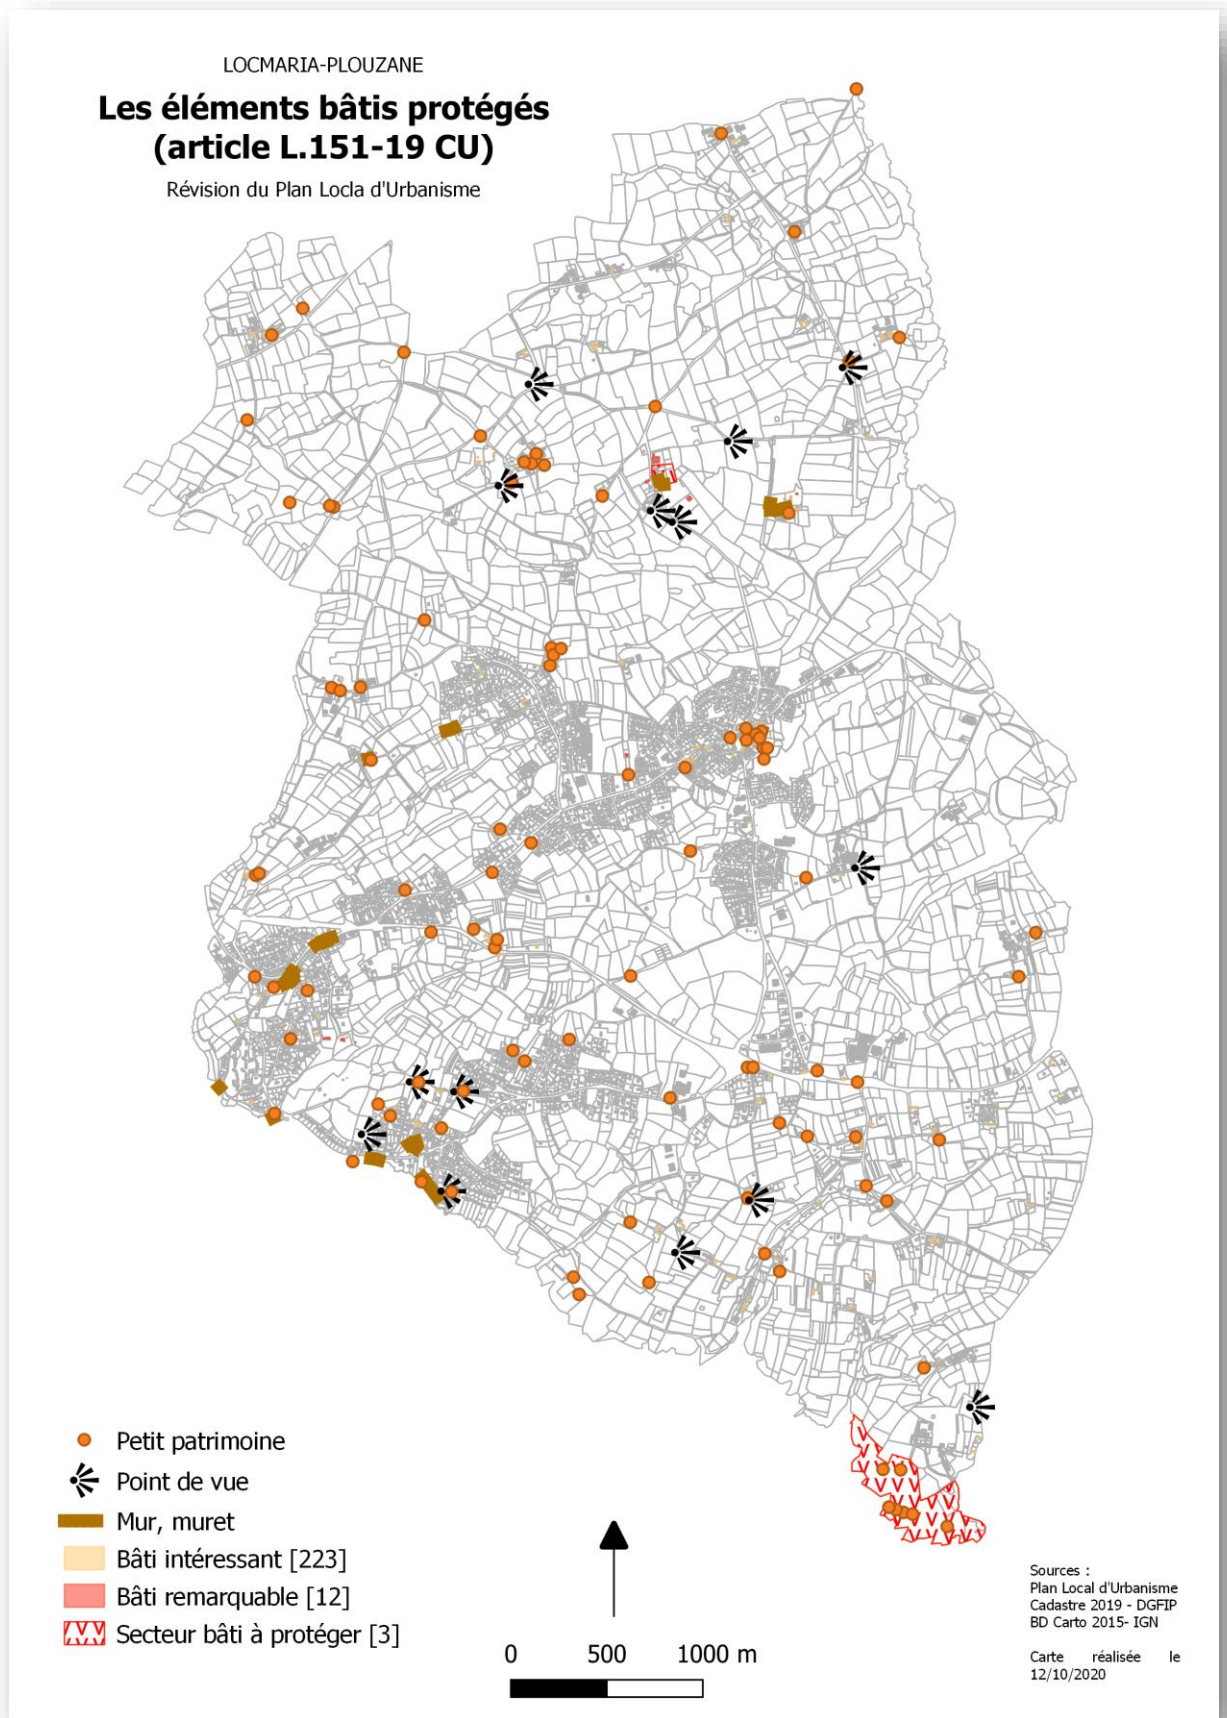 LOCMARIA-PLOUZANE
Les éléments bâtis protégés
(article L.151-19 CU)
Révision du Plan Locla d'Urbanisme
Petit patrimoine
Point de vue
Mur, muret
Bâti intéressant [223]
Bâti remarquable [12]
Secteur bâti à protéger [3]
0 500 1000 m
Sources :
Plan Local d'Urbanisme
Cadastre 2019 - DGFIP
BD Carto 2015- IGN
Carte réalisée le
12/10/2020